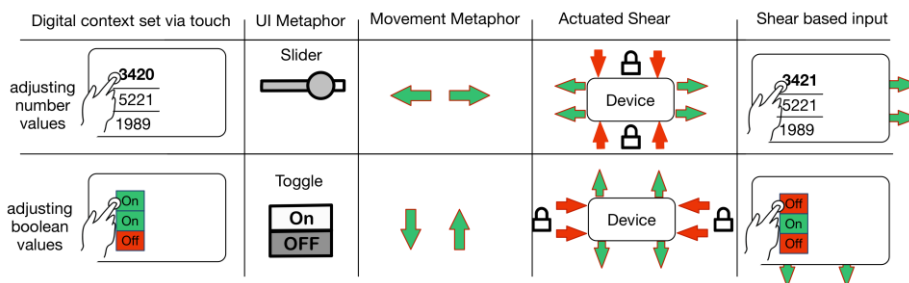 Digital context set via touch
UI Metaphor
Movement Metaphor
Actuated Shear
Shear based input
adjusting
number
values
3420
5221
1989
Slider
Device
3421
5221
1989
adjusting
boolean
values
On
On
Off
Toggle
On
OFF
Device
Off
On
Off